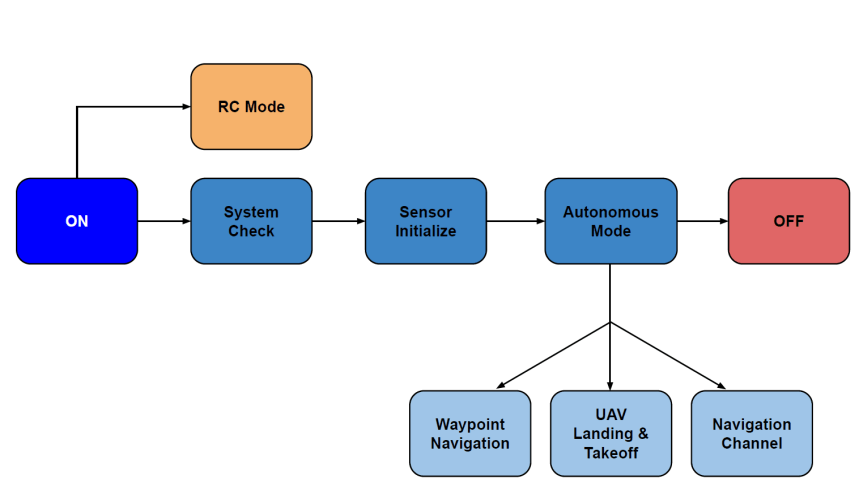 RC Mode
ON
System
Check
Sensor
Initialize
Autonomous
Mode
OFF
Waypoint
Navigation
UAV
Landing &
Takeoff
Navigation
Channel